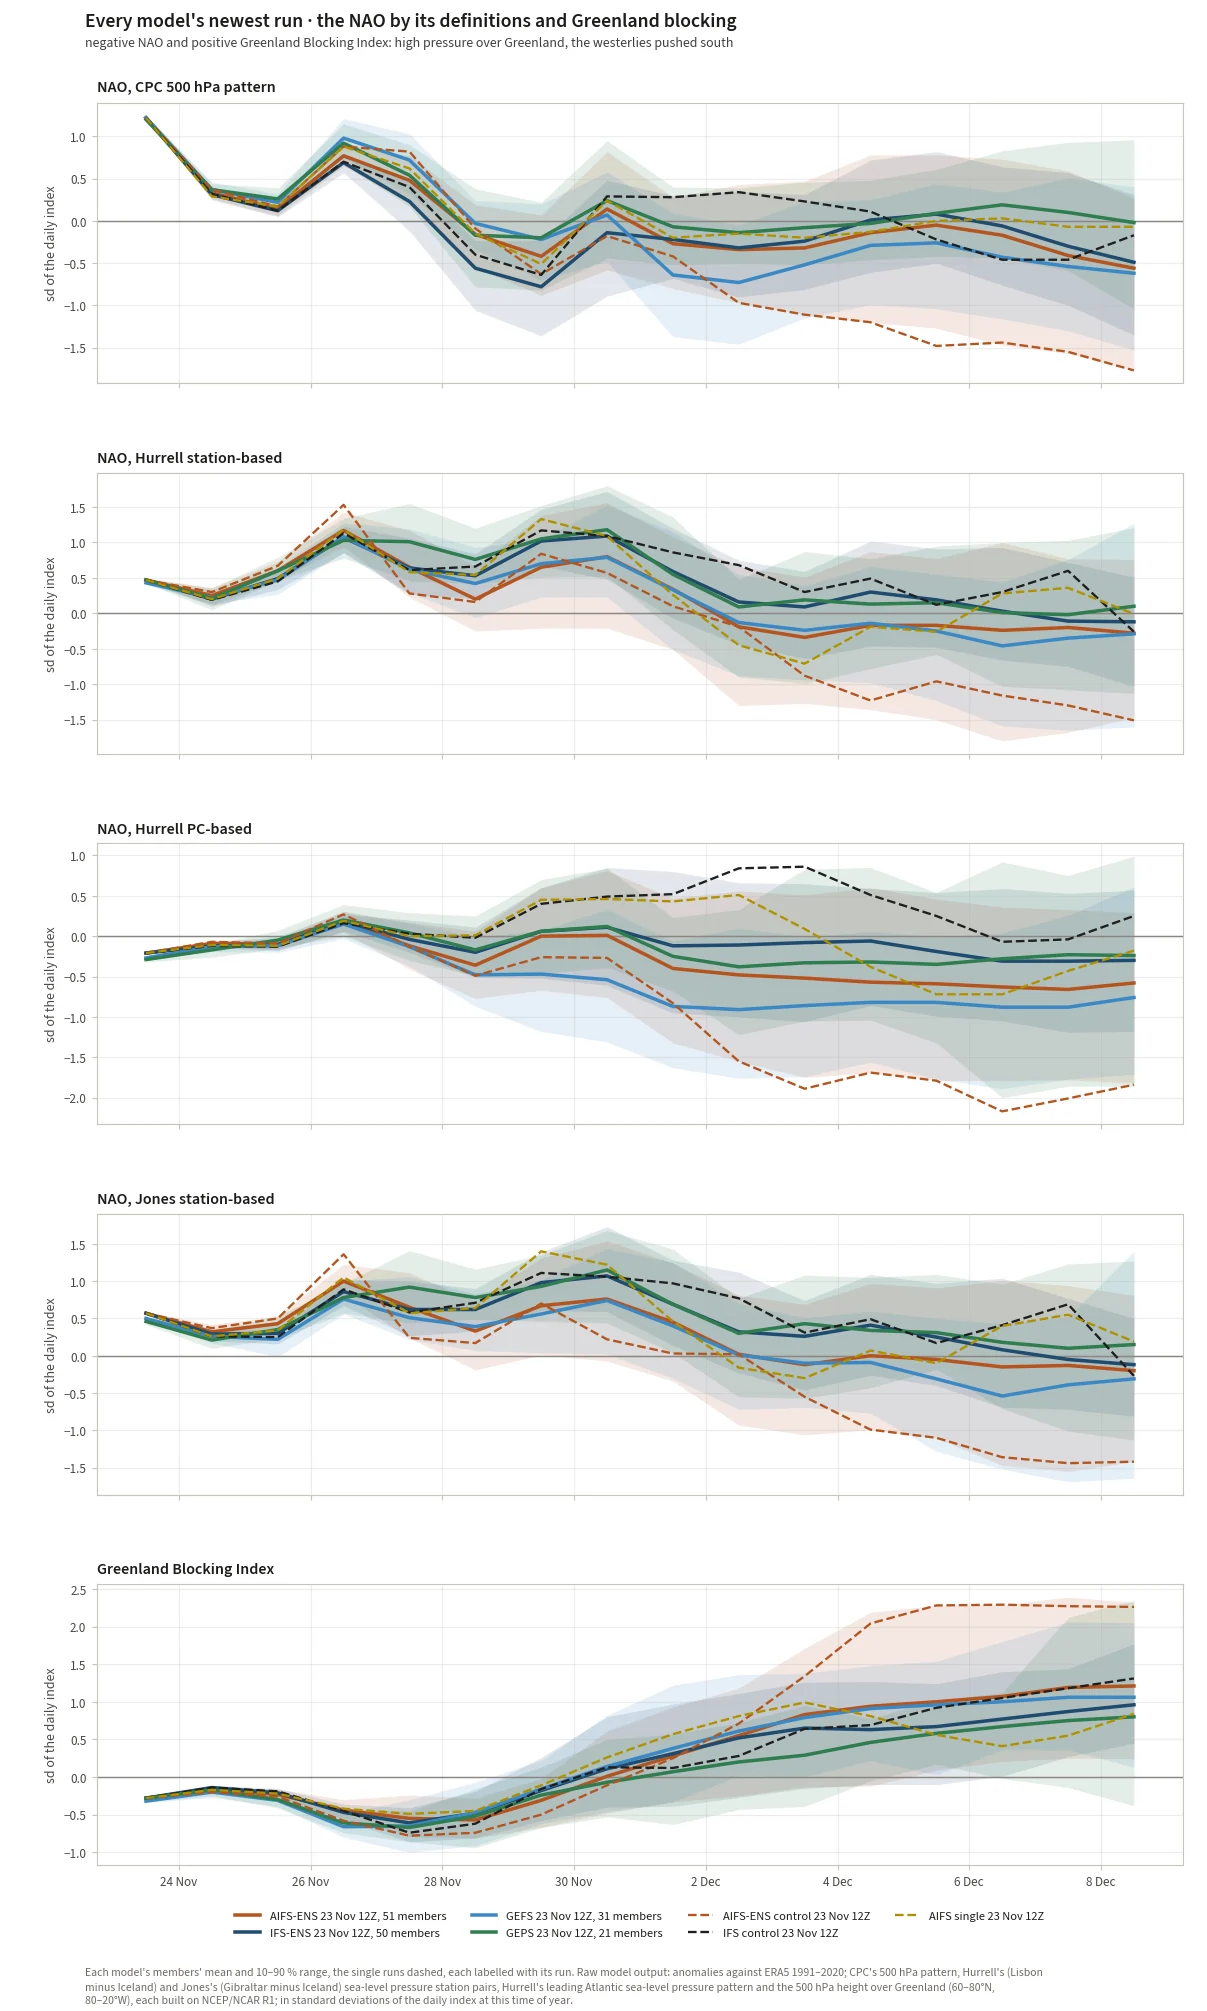 Every model's newest run · the NAO by its definitions and Greenland blocking
negative NAO and positive Greenland Blocking Index: high pressure over Greenland, the westerlies pushed south
NAO, CPC 500 hPa pattern
sd of the daily index
1.0
0.5
0.0
−0.5
−1.0
−1.5
NAO, Hurrell station-based
sd of the daily index
1.5
1.0
0.5
0.0
−0.5
−1.0
−1.5
NAO, Hurrell PC-based
sd of the daily index
1.0
0.5
0.0
−0.5
−1.0
−1.5
−2.0
NAO, Jones station-based
sd of the daily index
1.5
1.0
0.5
0.0
−0.5
−1.0
−1.5
Greenland Blocking Index
sd of the daily index
2.5
2.0
1.5
1.0
0.5
0.0
−0.5
−1.0
24 Nov 26 Nov 28 Nov 30 Nov 2 Dec 4 Dec 6 Dec 8 Dec
AIFS-ENS 23 Nov 12Z, 51 members GEFS 23 Nov 12Z, 31 members AIFS-ENS control 23 Nov 12Z AIFS single 23 Nov 12Z
IFS-ENS 23 Nov 12Z, 50 members GEPS 23 Nov 12Z, 21 members IFS control 23 Nov 12Z
Each model's members' mean and 10–90 % range, the single runs dashed, each labelled with its run. Raw model output: anomalies against ERA5 1991–2020; CPC's 500 hPa pattern, Hurrell's (Lisbon
minus Iceland) and Jones's (Gibraltar minus Iceland) sea-level pressure station pairs, Hurrell's leading Atlantic sea-level pressure pattern and the 500 hPa height over Greenland (60–80°N,
80–20°W), each built on NCEP/NCAR R1; in standard deviations of the daily index at this time of year.